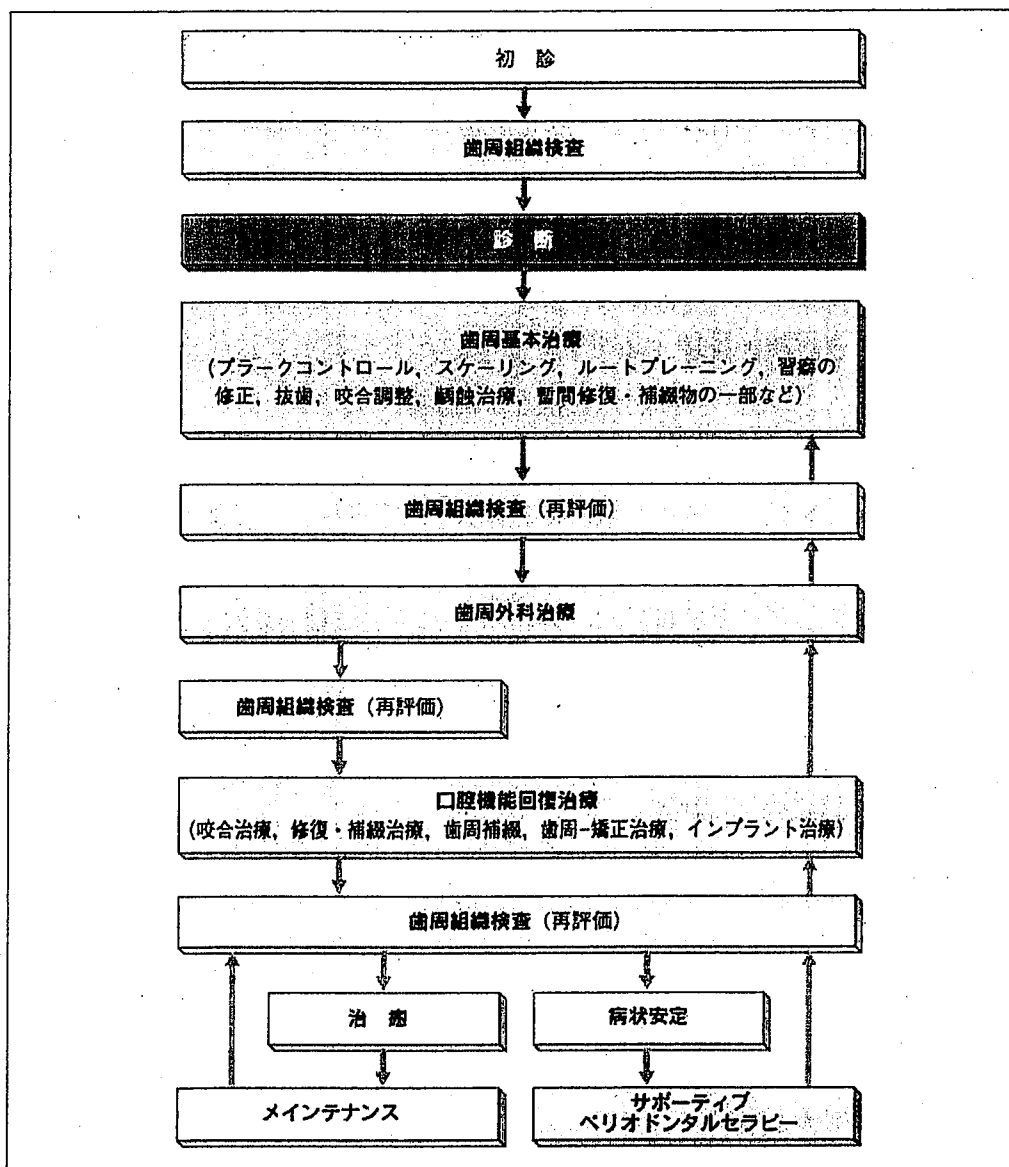 初診
歯周組織検査
診断
歯周基本治療
(プラークコントロール, スケーリング, ルートプレーニング, 習癖の
修正, 抜歯, 咬合調整, 齲蝕治療, 暫間修復・補綴物の一部など)
歯周組織検査 (再評価)
歯周外科治療
歯周組織検査 (再評価)
口腔機能回復治療
(咬合治療, 修復・補綴治療, 歯周補綴, 歯周-矯正治療, インプラント治療)
歯周組織検査 (再評価)
治癒
病状安定
メインテナンス
サポーティブ
ペリオドンタルセラピー